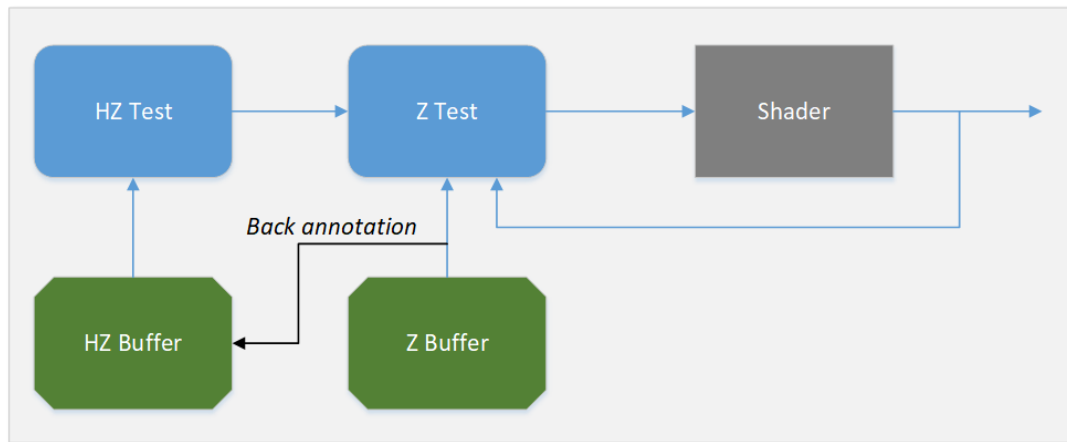 HZ Test
Z Test
Shader
Back annotation
HZ Buffer
Z Buffer